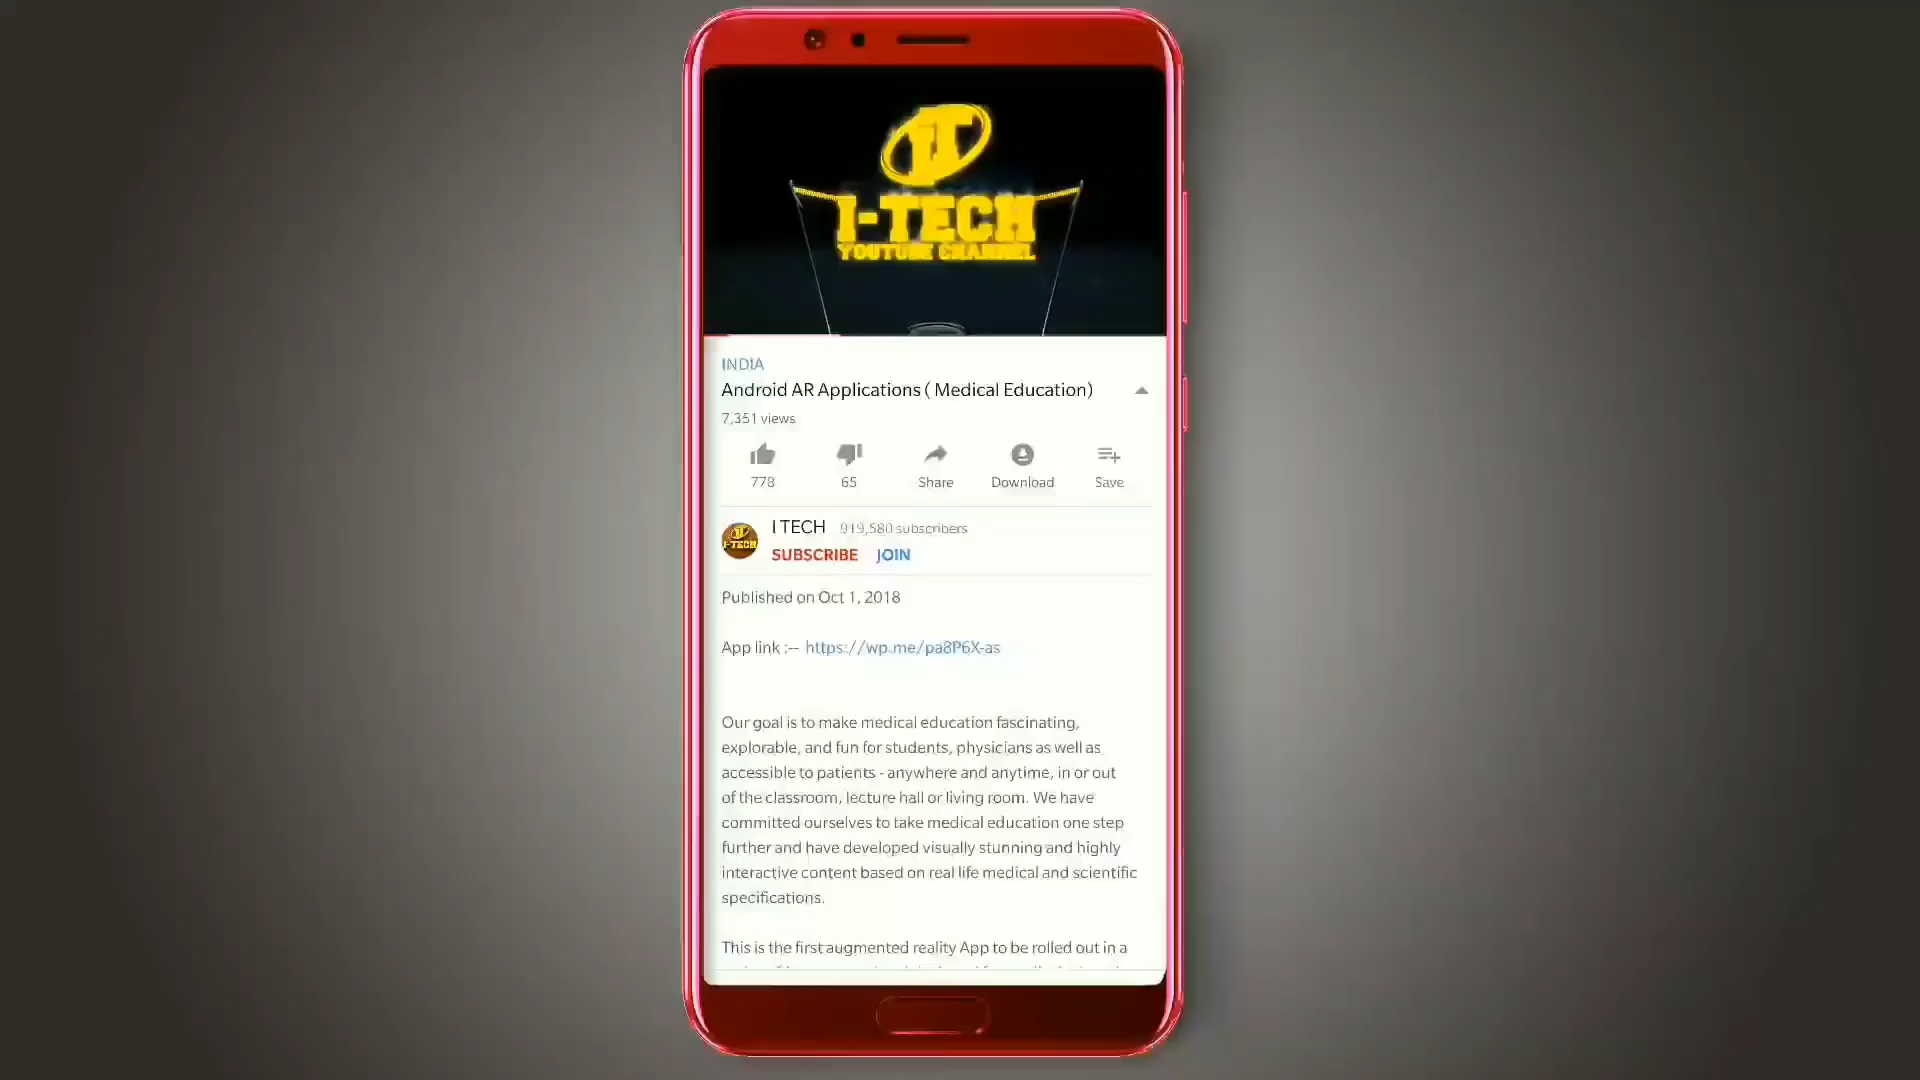 IT
I-TECH
YOUTUBE CHANNEL
INDIA
Android AR Applications ( Medical Education)
7,351 views
778 65 Share Download Save
I TECH 919,580 subscribers
I-TECH
SUBSCRIBE JOIN
Published on Oct 1, 2018
App link :-- https://wp.me/pa8P6X-as
Our goal is to make medical education fascinating,
explorable, and fun for students, physicians as well as
accessible to patients - anywhere and anytime, in or out
of the classroom, lecture hall or living room. We have
committed ourselves to take medical education one step
further and have developed visually stunning and highly
interactive content based on real life medical and scientific
specifications.
This is the first augmented reality App to be rolled out in a